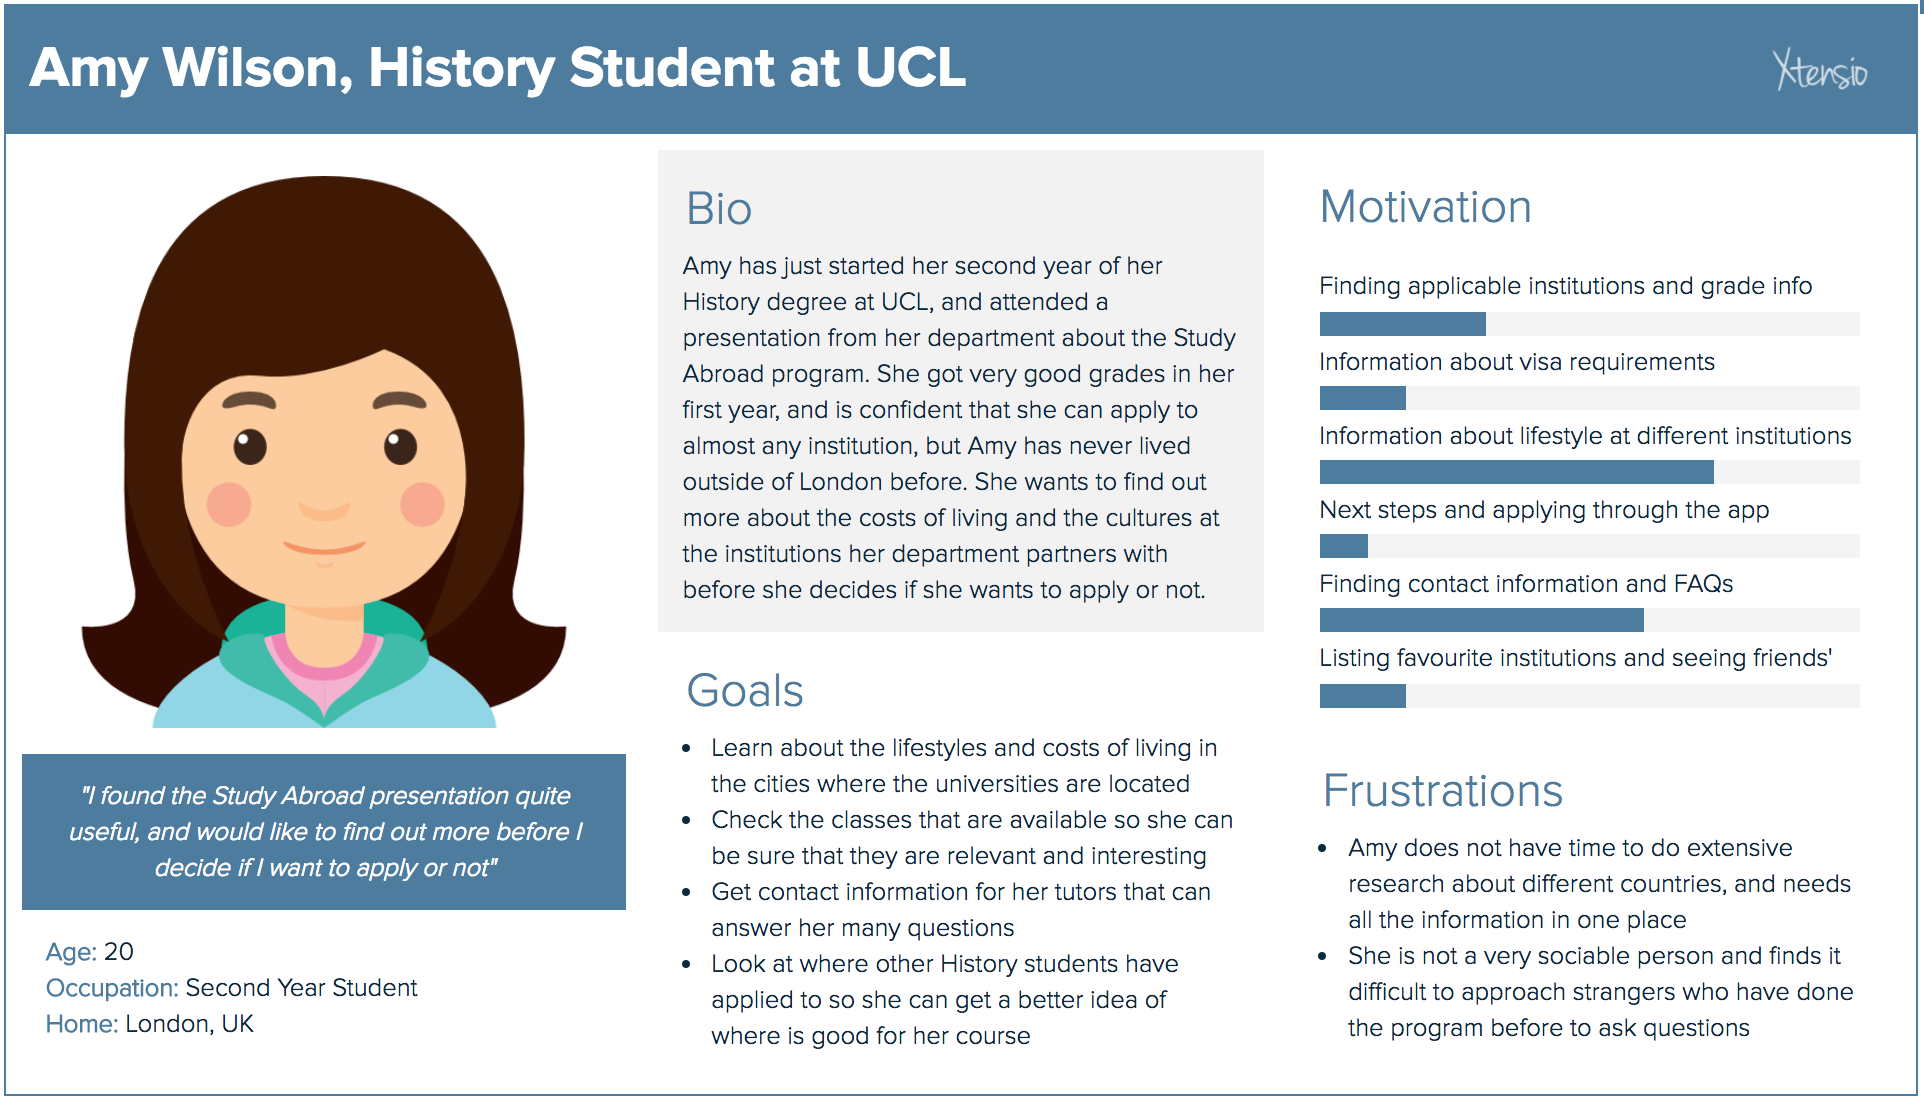 Amy Wilson, History Student at UCL
Xtensio
"I found the Study Abroad presentation quite
useful, and would like to find out more before I
decide if I want to apply or not"
Age: 20
Occupation: Second Year Student
Home: London, UK
Bio
Amy has just started her second year of her
History degree at UCL, and attended a
presentation from her department about the Study
Abroad program. She got very good grades in her
first year, and is confident that she can apply to
almost any institution, but Amy has never lived
outside of London before. She wants to find out
more about the costs of living and the cultures at
the institutions her department partners with
before she decides if she wants to apply or not.
Goals
• Learn about the lifestyles and costs of living in
the cities where the universities are located
• Check the classes that are available so she can
be sure that they are relevant and interesting
• Get contact information for her tutors that can
answer her many questions
• Look at where other History students have
applied to so she can get a better idea of
where is good for her course
Motivation
Finding applicable institutions and grade info
Information about visa requirements
Information about lifestyle at different institutions
Next steps and applying through the app
Finding contact information and FAQs
Listing favourite institutions and seeing friends'
Frustrations
• Amy does not have time to do extensive
research about different countries, and needs
all the information in one place
• She is not a very sociable person and finds it
difficult to approach strangers who have done
the program before to ask questions